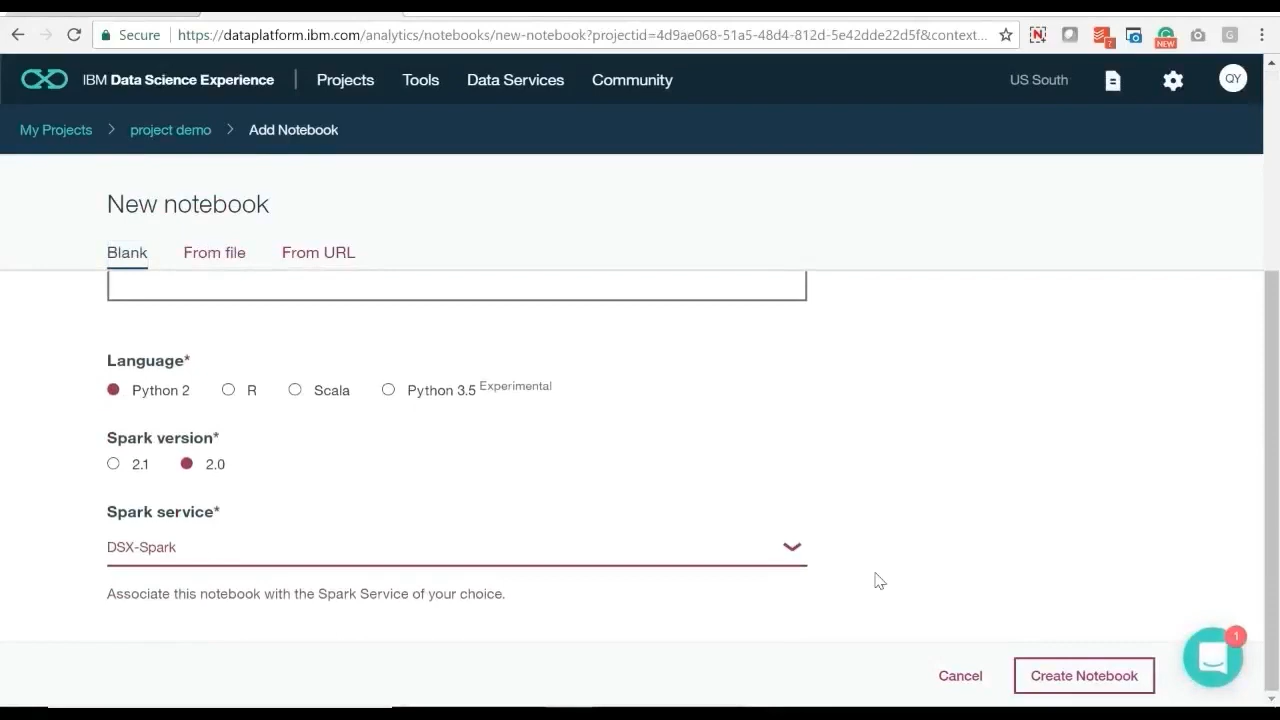 Secure https://dataplatform.ibm.com/analytics/notebooks/new-notebook?projectid=4d9ae068-51a5-48d4-812d-5e42dde22d5f&context...
7
NEW
G
IBM Data Science Experience Projects Tools Data Services Community US South QY
My Projects > project demo > Add Notebook
New notebook
Blank From file From URL
Language*
Python 2 R Scala Python 3.5 Experimental
Spark version*
2.1 2.0
Spark service*
DSX-Spark
Associate this notebook with the Spark Service of your choice.
1
Cancel Create Notebook